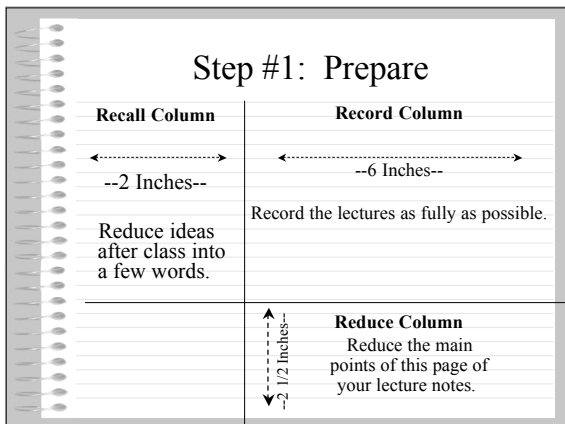 Step #1: Prepare
Recall Column
--2 Inches--
Reduce ideas
after class into
a few words.
Record Column
--6 Inches--
Record the lectures as fully as possible.
--2 1/2 Inches--
Reduce Column
Reduce the main
points of this page of
your lecture notes.